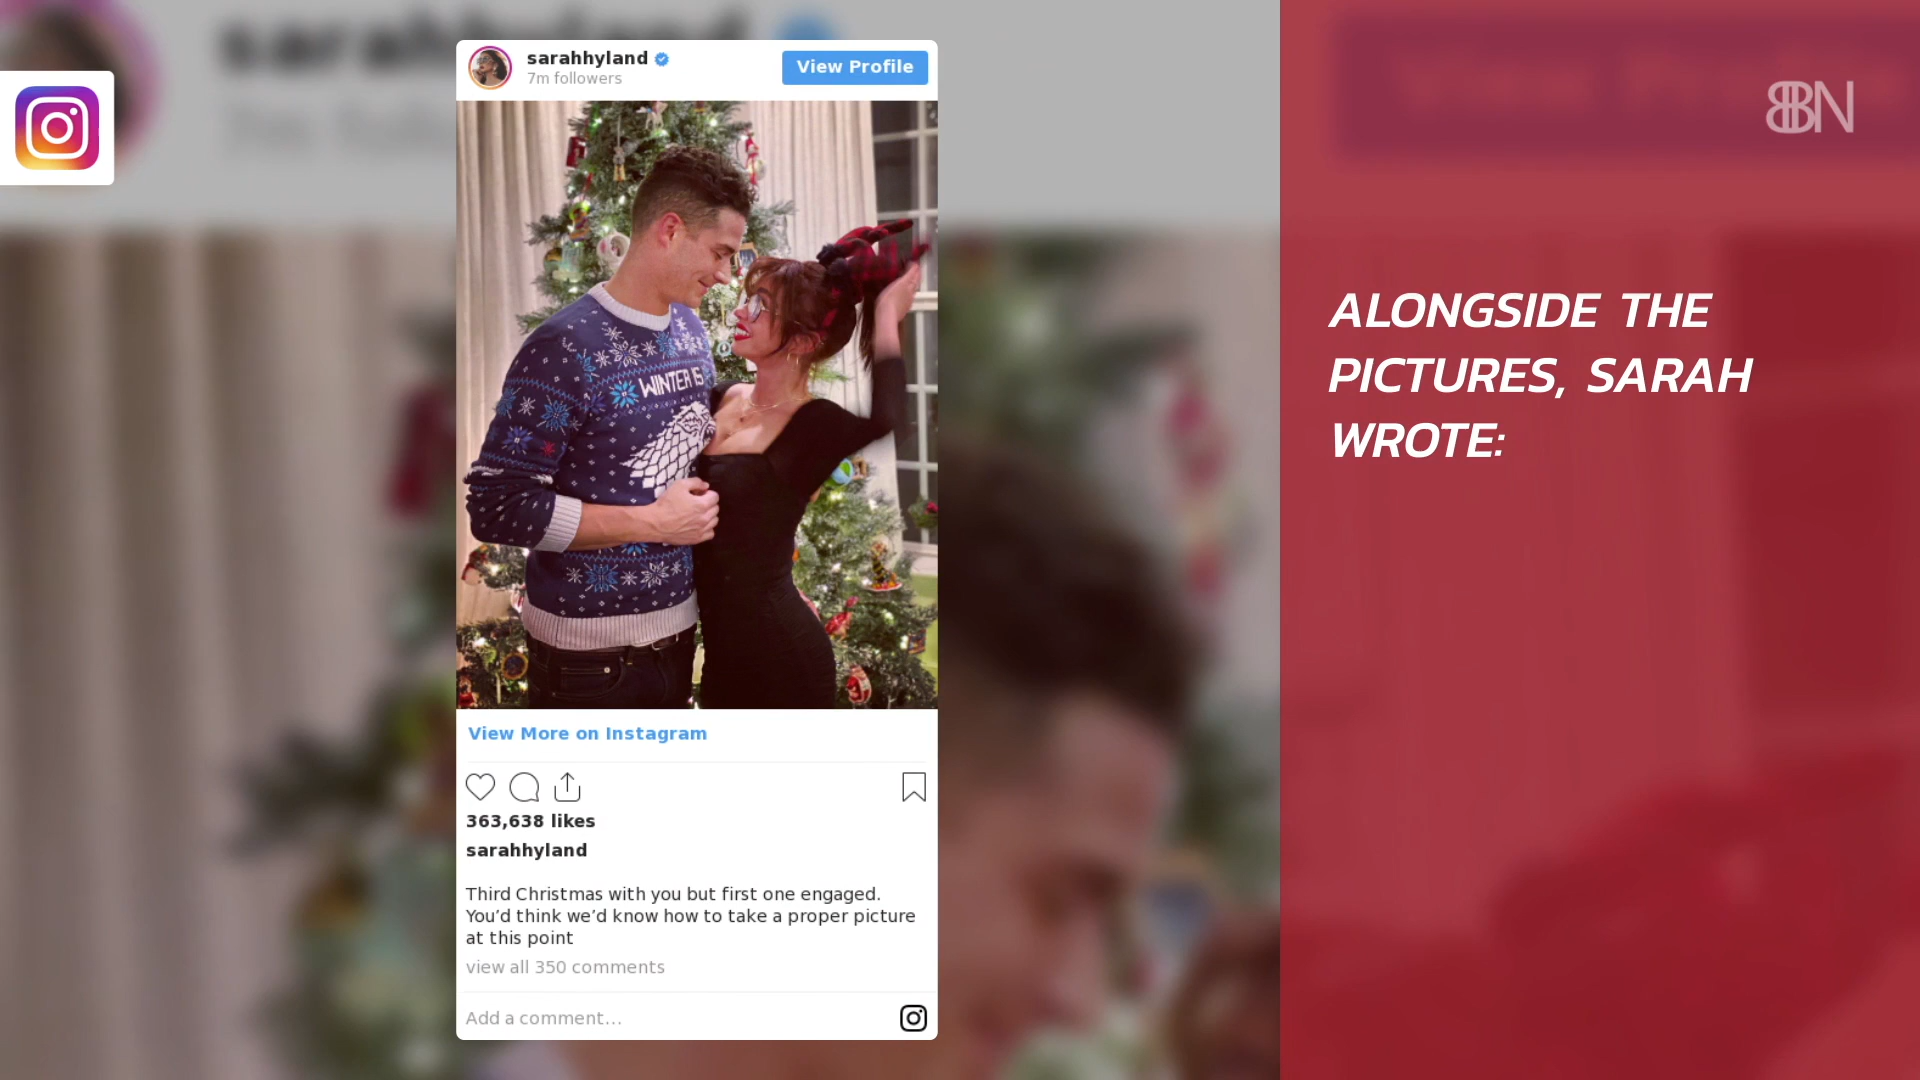 sarahhyland
7m followers
View Profile
WINTER IS
View More on Instagram
363,638 likes
sarahhyland
Third Christmas with you but first one engaged.
You’d think we’d know how to take a proper picture
at this point
view all 350 comments
Add a comment...
BBN
ALONGSIDE THE
PICTURES, SARAH
WROTE: